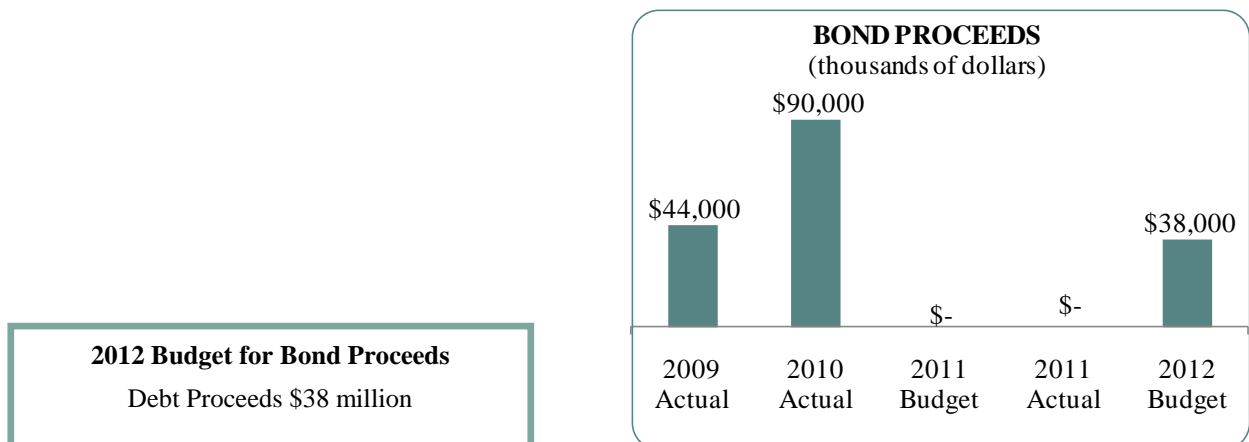 BOND PROCEEDS
(thousands of dollars)
$90,000
$44,000
$38,000
$-
$-
2009 Actual
2010 Actual
2011 Budget
2011 Actual
2012 Budget
2012 Budget for Bond Proceeds
Debt Proceeds $38 million